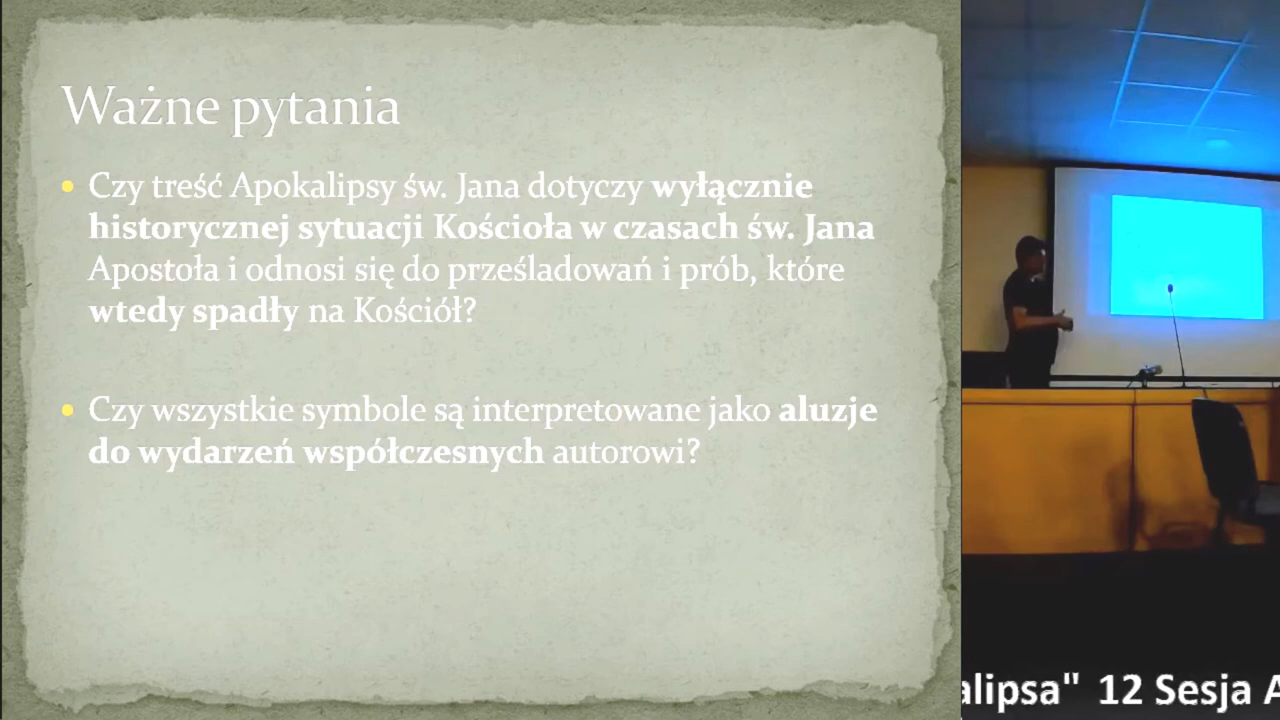 Ważne pytania
Czy treść Apokalipsy św. Jana dotyczy wyłącznie
historycznej sytuacji Kościoła w czasach św. Jana
Apostoła i odnosi się do prześladowań i prób, które
wtedy spadły na Kościół?
Czy wszystkie symbole są interpretowane jako aluzje
do wydarzeń współczesnych autorowi?
alipsa" 12 Sesja A